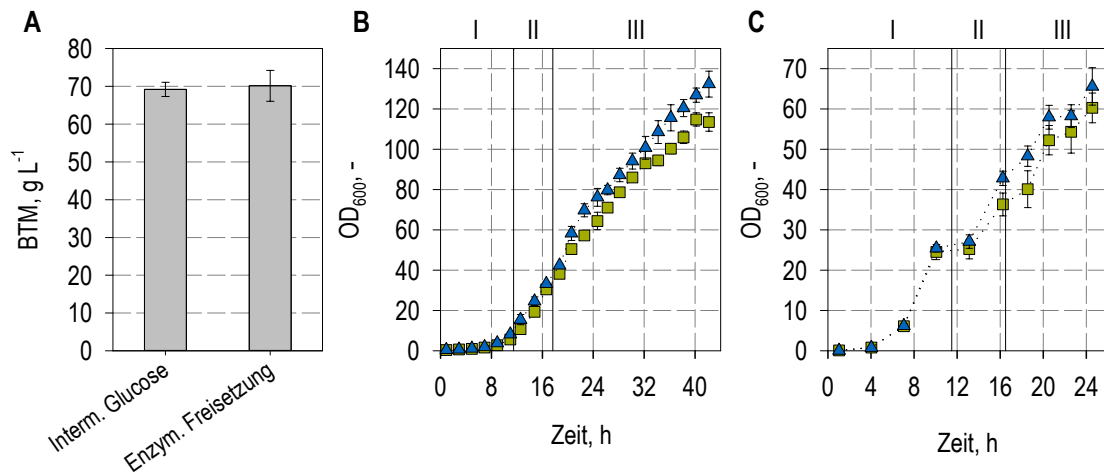 A
BTM, g L⁻¹
80
70
60
50
40
30
20
10
0
Interm. Glucose
Enzym. Freisetzung
B
I II III
OD₆₀₀, -
140
120
100
80
60
40
20
0
0 8 16 24 32 40
Zeit, h
C
I II III
OD₆₀₀, -
70
60
50
40
30
20
10
0
0 4 8 12 16 20 24
Zeit, h